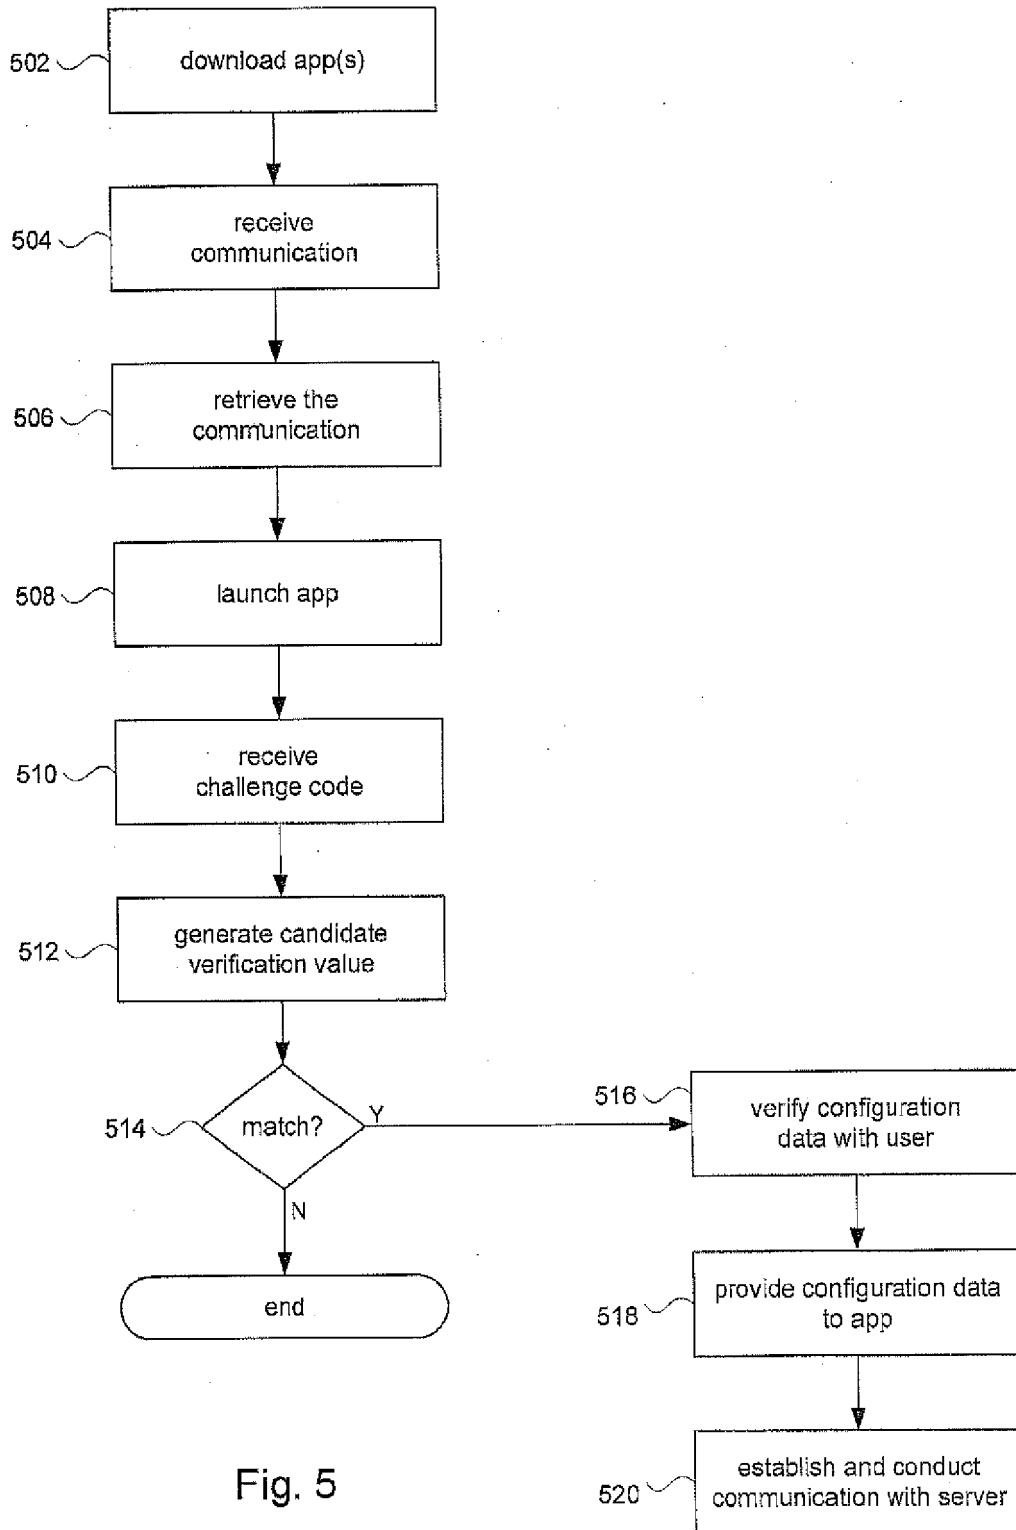 502
download app(s)
504
receive
communication
506
retrieve the
communication
508
launch app
510
receive
challenge code
512
generate candidate
verification value
514
match?
Y
N
end
516
verify configuration
data with user
518
provide configuration data
to app
520
establish and conduct
communication with server
Fig. 5